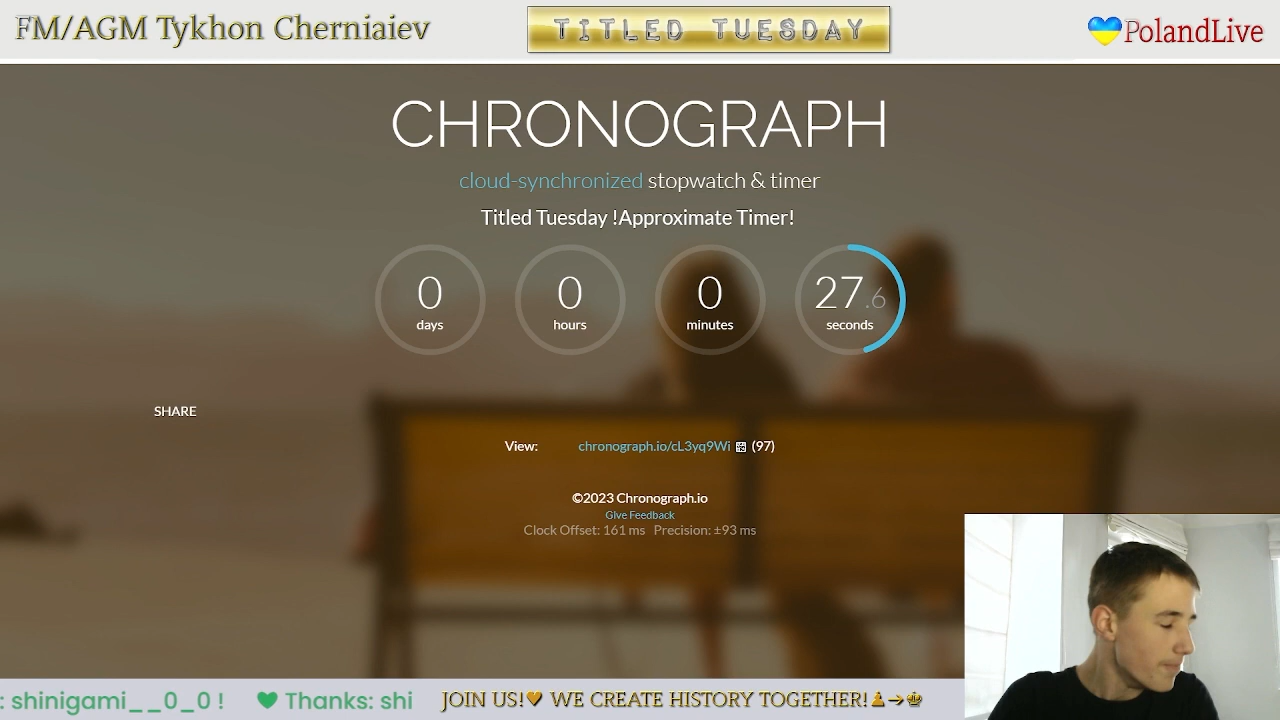 FM/AGM Tykhon Cherniaiev
TITLED TUESDAY
PolandLive
CHRONOGRAPH
cloud-synchronized stopwatch & timer
Titled Tuesday !Approximate Timer!
0 days
0 hours
0 minutes
27.6 seconds
SHARE
View: chronograph.io/cL3yq9Wi (97)
©2023 Chronograph.io
Give Feedback
Clock Offset: 161 ms Precision: ±93 ms
: shinigami__0_0 ! Thanks: shi
JOIN US! WE CREATE HISTORY TOGETHER!